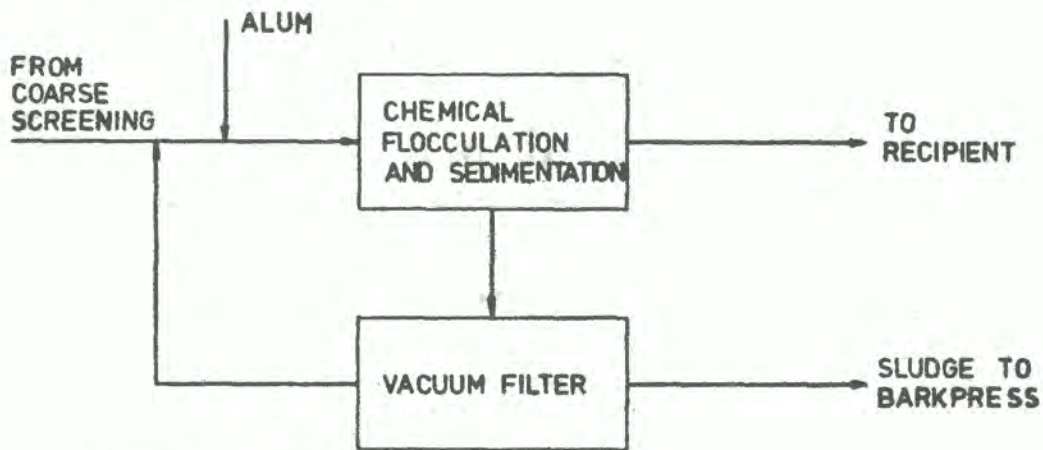 ALUM
FROM
COARSE
SCREENING
CHEMICAL
FLOCCULATION
AND SEDIMENTATION
TO
RECIPIENT
VACUUM FILTER
SLUDGE TO
BARKPRESS